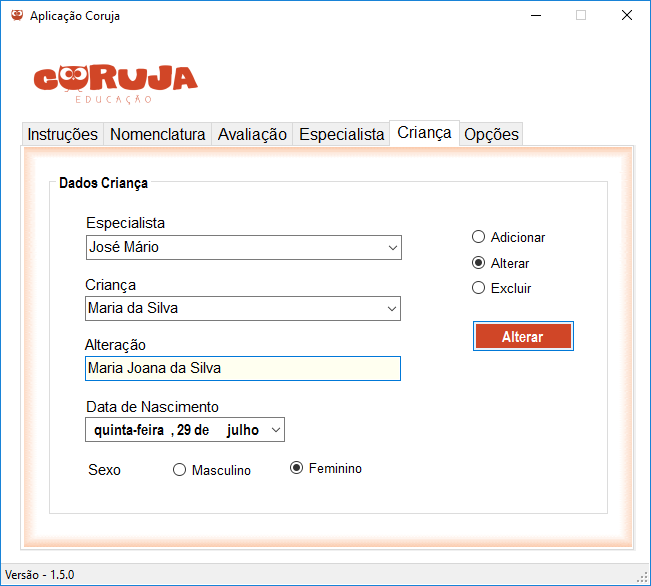 Aplicação Coruja
CORUJA
EDUCAÇÃO
Instruções Nomenclatura Avaliação Especialista Criança Opções
Dados Criança
Especialista
José Mário
Adicionar
Alterar
Excluir
Criança
Maria da Silva
Alterar
Alteração
Maria Joana da Silva
Data de Nascimento
quinta-feira , 29 de julho
Sexo Masculino Feminino
Versão - 1.5.0